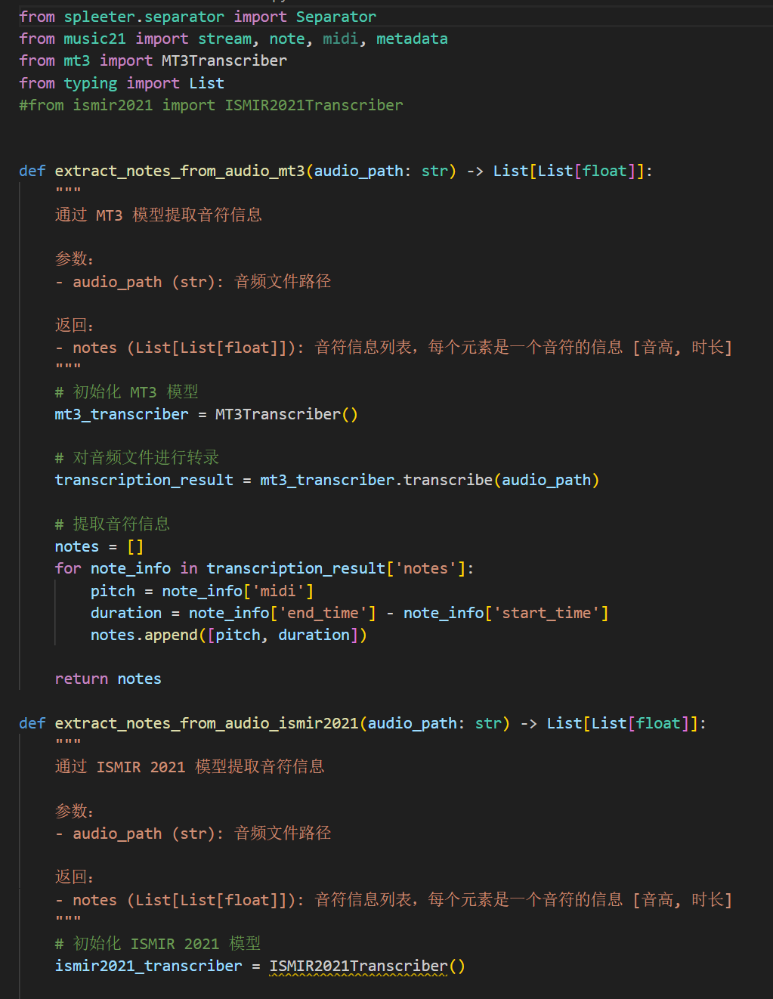 from spleeter.separator import Separator
from music21 import stream, note, midi, metadata
from mt3 import MT3Transcriber
from typing import List
#from ismir2021 import ISMIR2021Transcriber
def extract_notes_from_audio_mt3(audio_path: str) -> List[List[float]]:
"""
通过 MT3 模型提取音符信息
参数：
- audio_path (str): 音频文件路径
返回：
- notes (List[List[float]]): 音符信息列表，每个元素是一个音符的信息 [音高, 时长]
"""
# 初始化 MT3 模型
mt3_transcriber = MT3Transcriber()
# 对音频文件进行转录
transcription_result = mt3_transcriber.transcribe(audio_path)
# 提取音符信息
notes = []
for note_info in transcription_result['notes']:
pitch = note_info['midi']
duration = note_info['end_time'] - note_info['start_time']
notes.append([pitch, duration])
return notes
def extract_notes_from_audio_ismir2021(audio_path: str) -> List[List[float]]:
"""
通过 ISMIR 2021 模型提取音符信息
参数：
- audio_path (str): 音频文件路径
返回：
- notes (List[List[float]]): 音符信息列表，每个元素是一个音符的信息 [音高, 时长]
"""
# 初始化 ISMIR 2021 模型
ismir2021_transcriber = ISMIR2021Transcriber()